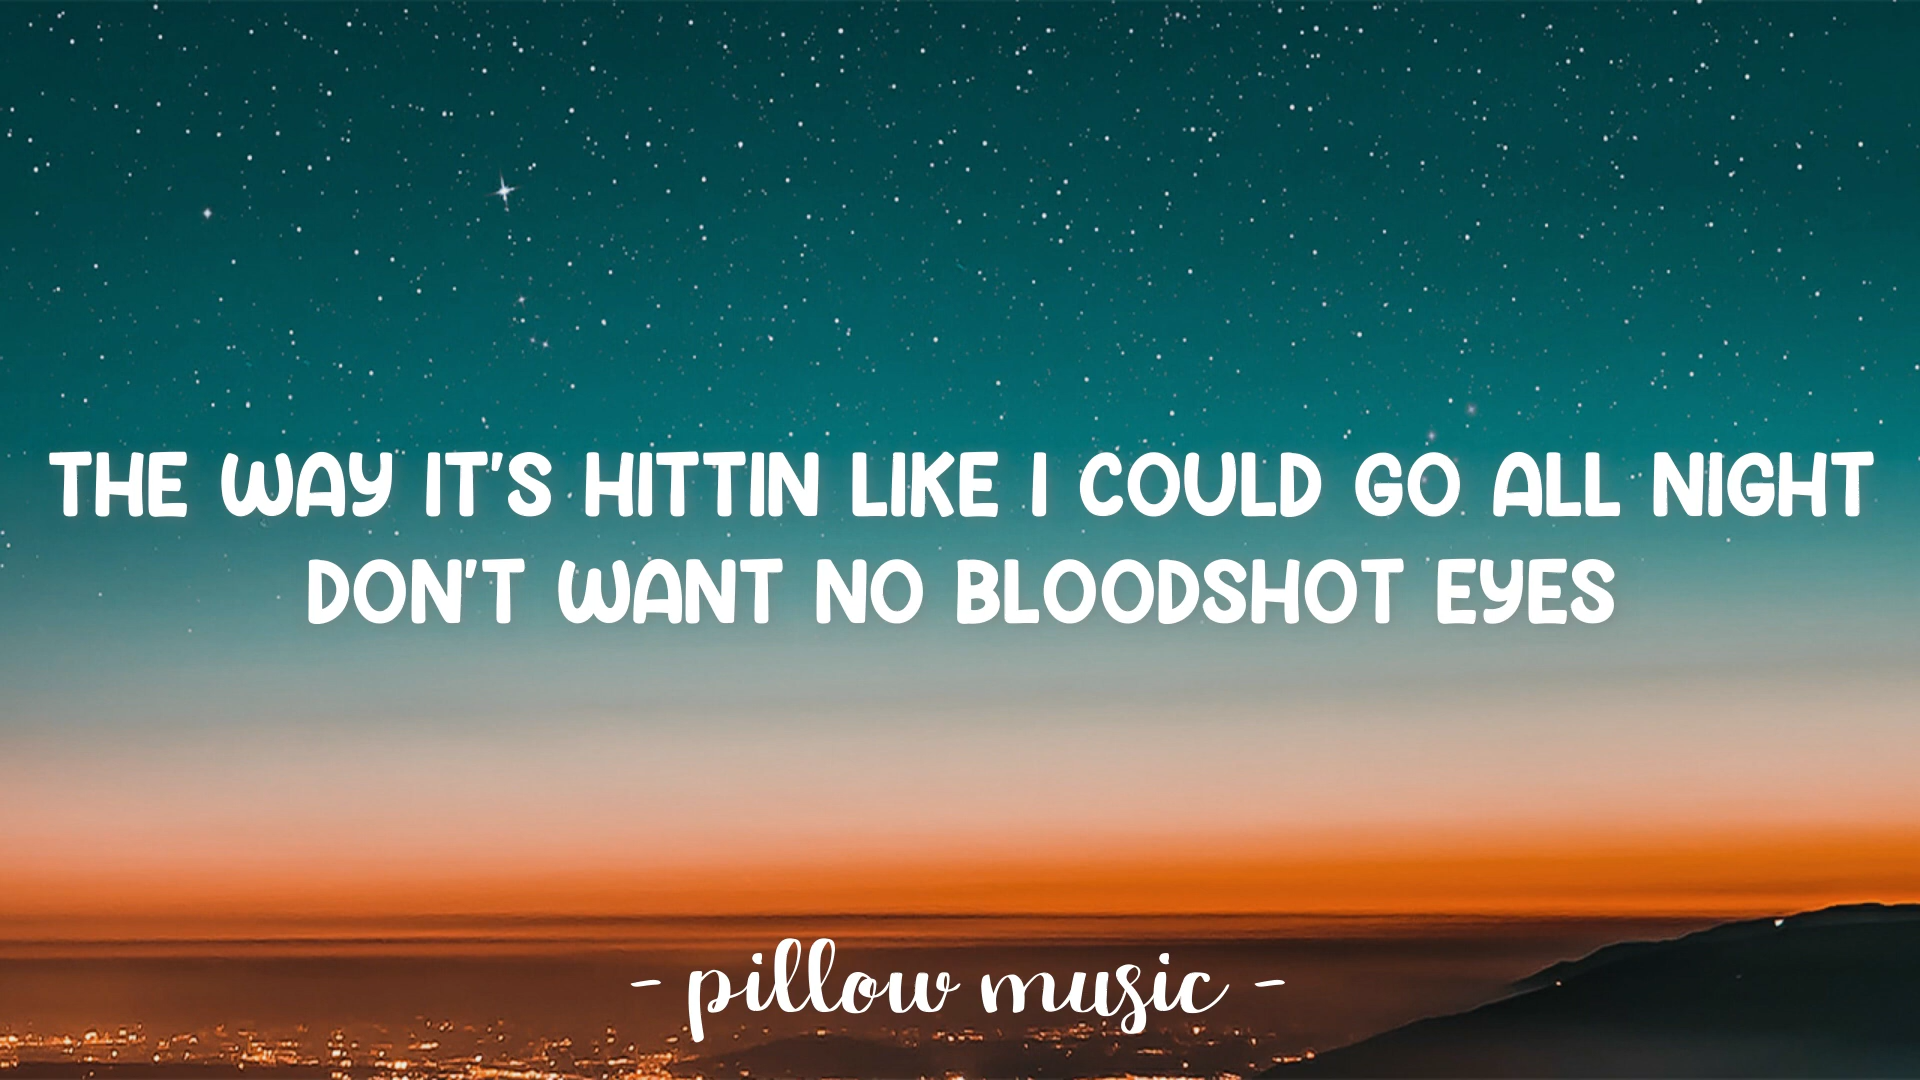 THE WAY IT'S HITTIN LIKE I COULD GO ALL NIGHT
DON'T WANT NO BLOODSHOT EYES
- pillow music -